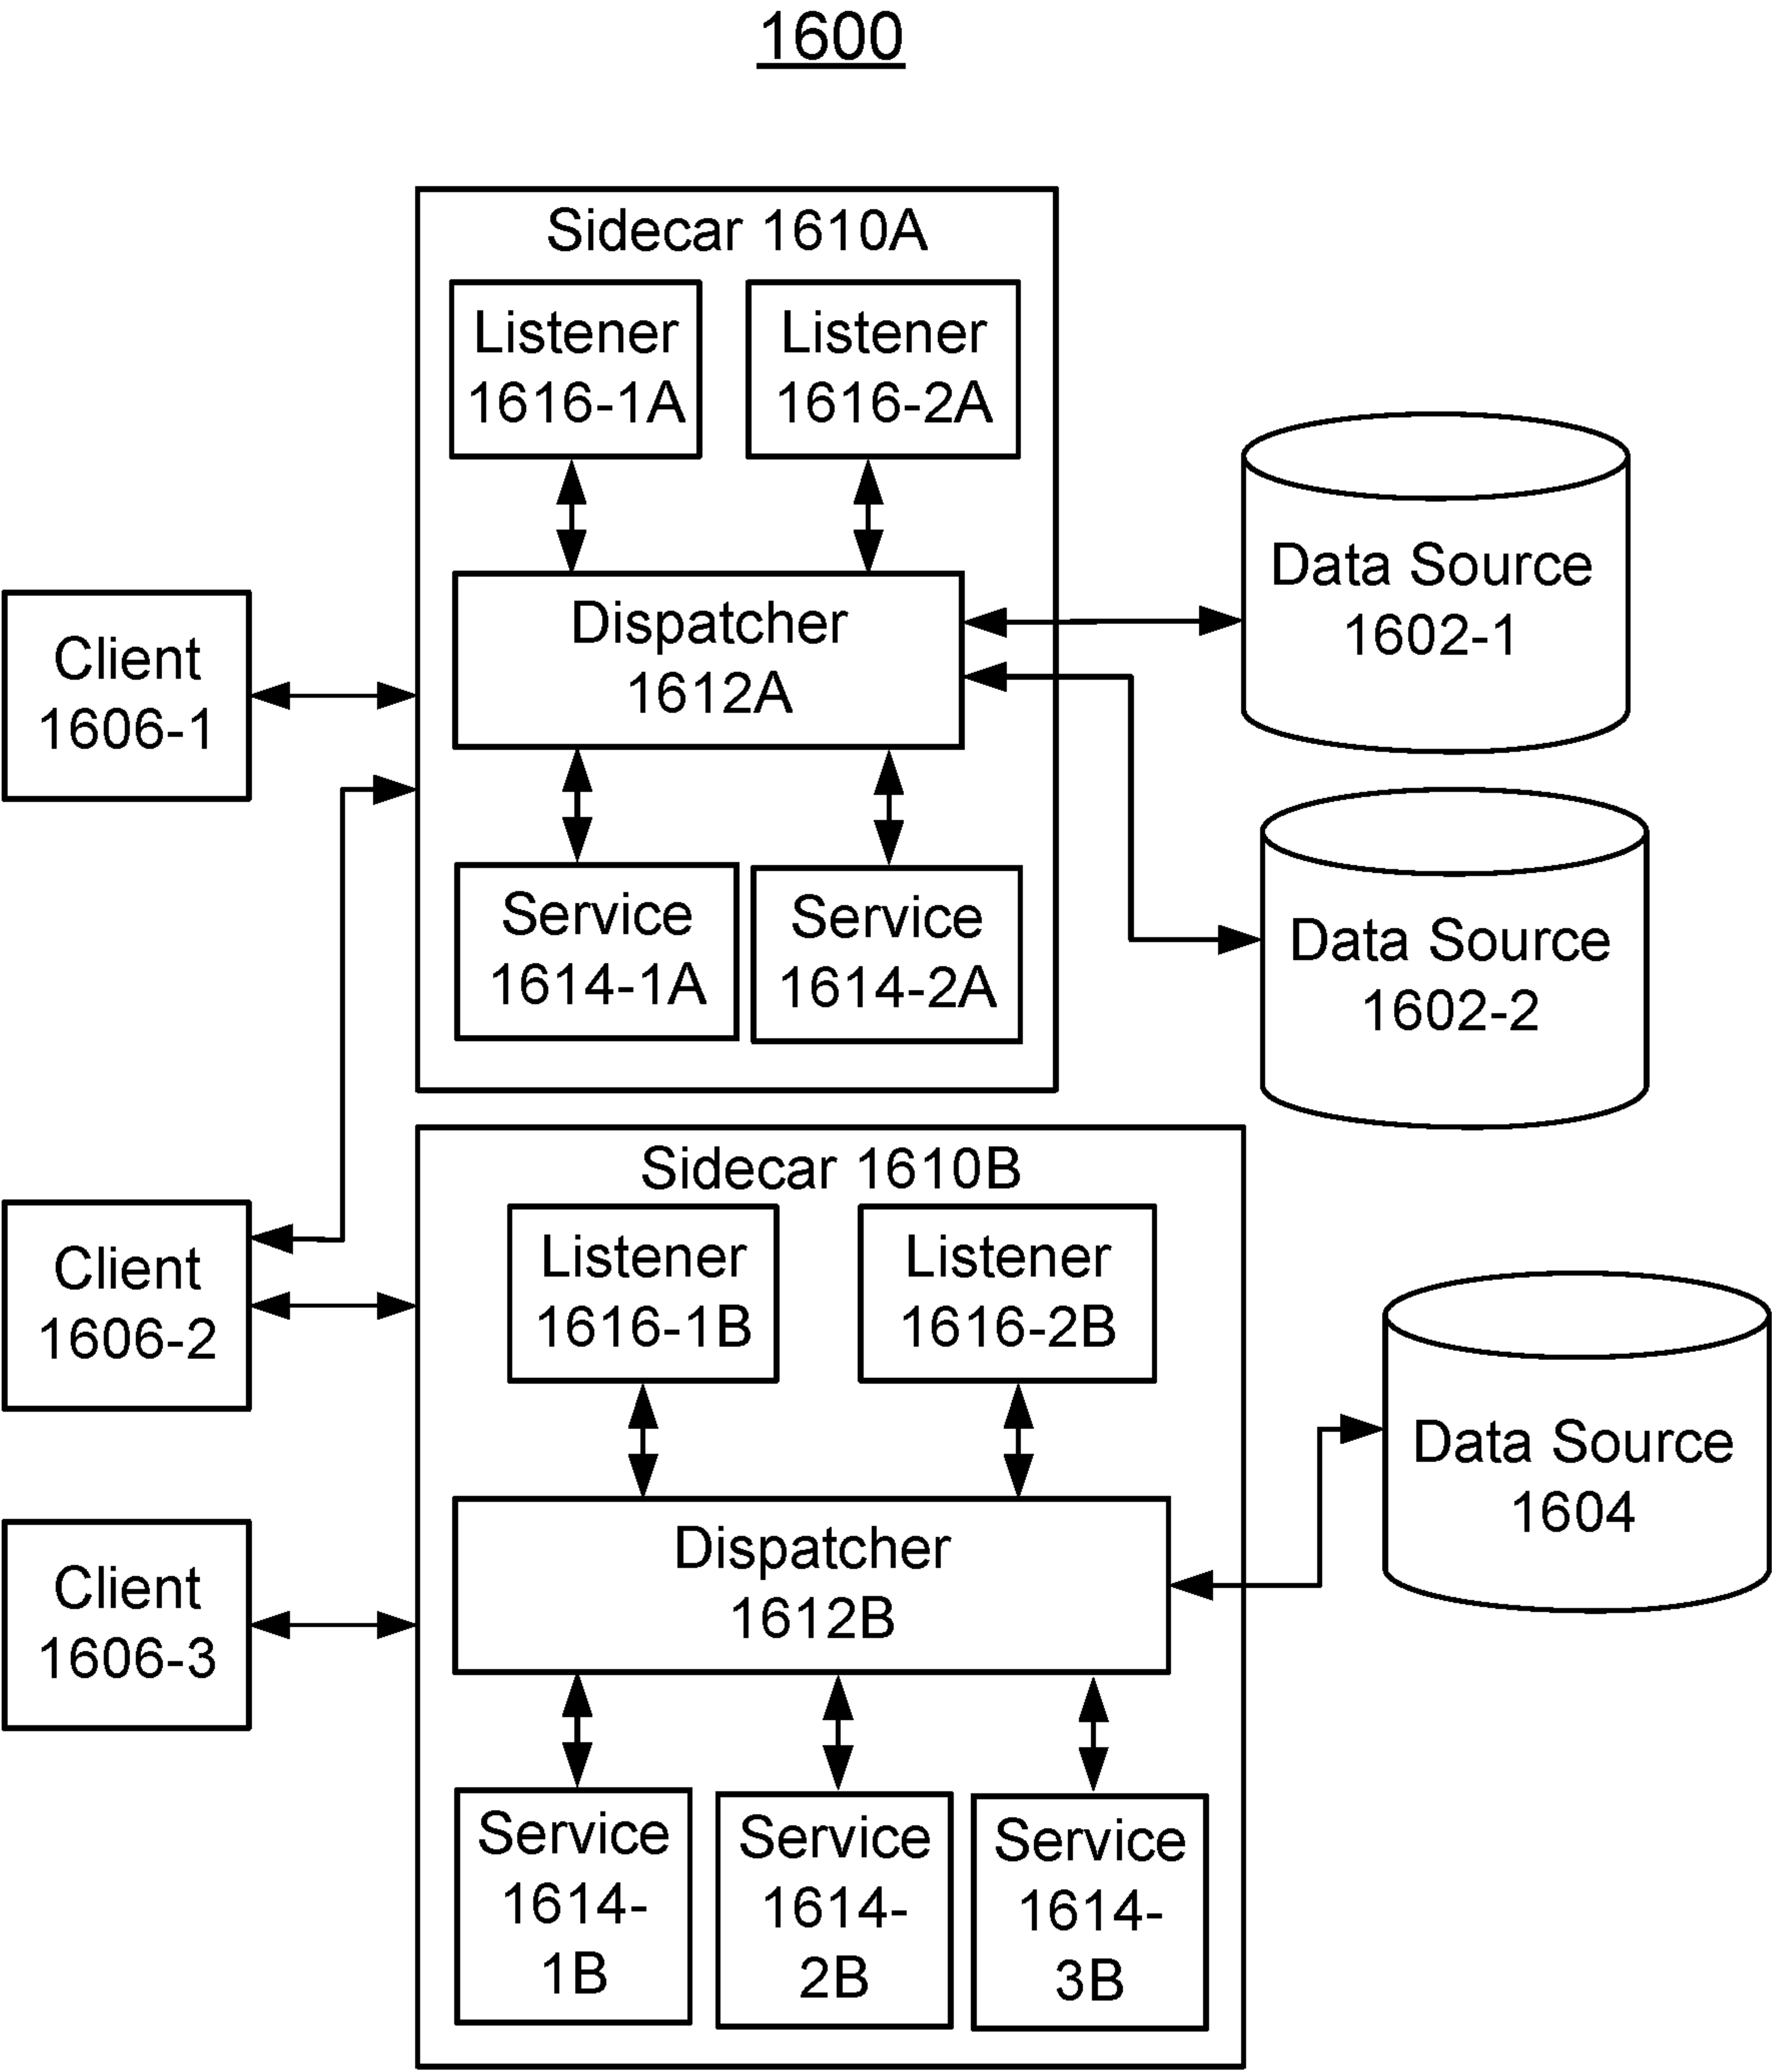 1600
Sidecar 1610A
Listener
1616-1A
Listener
1616-2A
Dispatcher
1612A
Service
1614-1A
Service
1614-2A
Client
1606-1
Data Source
1602-1
Data Source
1602-2
Sidecar 1610B
Listener
1616-1B
Listener
1616-2B
Client
1606-2
Dispatcher
1612B
Data Source
1604
Client
1606-3
Service
1614-
1B
Service
1614-
2B
Service
1614-
3B